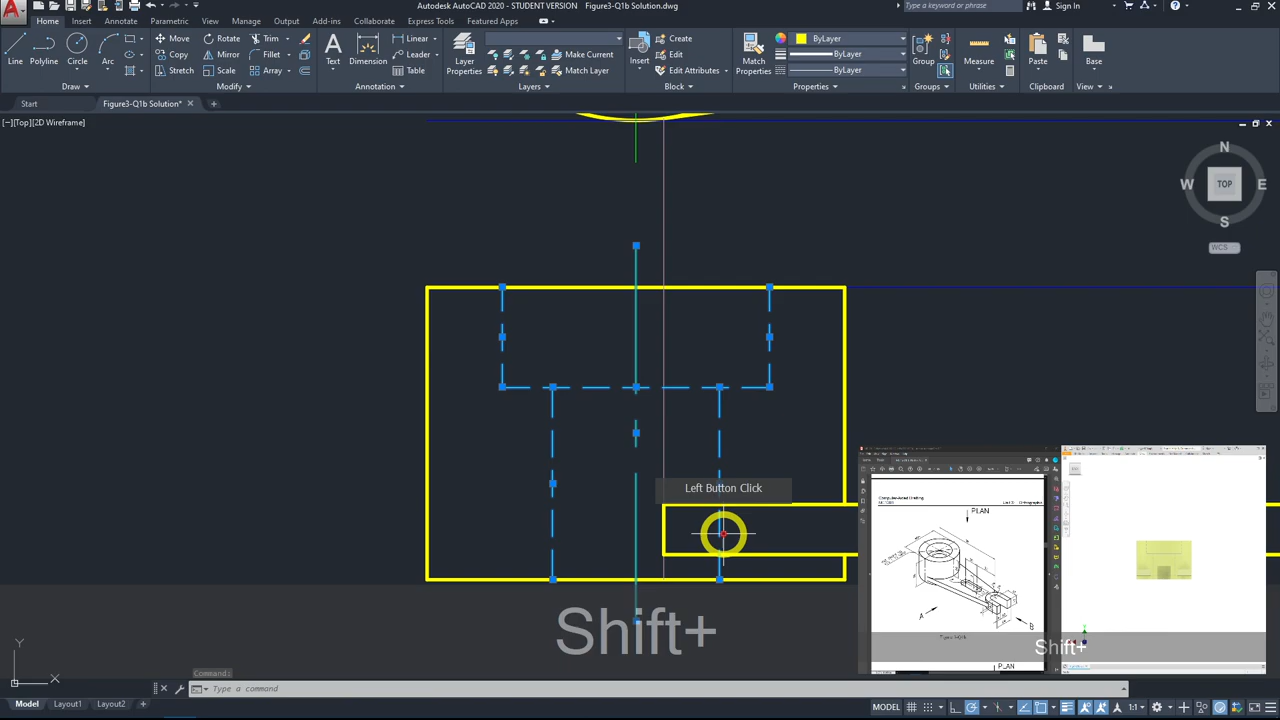 Autodesk AutoCAD 2020 - STUDENT VERSION Figure3-Q1b Solution.dwg
Type a keyword or phrase
Sign In
Home Insert Annotate Parametric View Manage Output Add-ins Collaborate Express Tools Featured Apps
Line Polyline Circle Arc
Move Rotate Trim
Copy Mirror Fillet
Stretch Scale Array
Text Dimension
Linear
Leader
Table
Layer Properties
Make Current
Match Layer
Insert
Create
Edit
Edit Attributes
Match Properties
ByLayer
ByLayer
ByLayer
Group
Measure
Paste
Base
Draw Modify Annotation Layers Block Properties Groups Utilities Clipboard View
Start Figure3-Q1b Solution*
[−][Top][2D Wireframe]
N
W TOP E
S
WCS
Left Button Click
PLAN
A
B
Shift+
Shift+
PLAN
Y
X
Command:
Type a command
Model Layout1 Layout2
MODEL 1:1